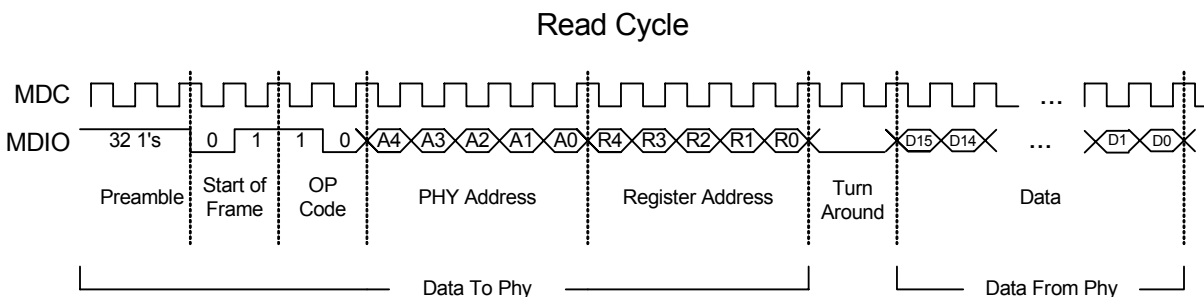 Read Cycle
MDC
...
MDIO
32 1's 0 1 1 0 A4 A3 A2 A1 A0 R4 R3 R2 R1 R0 D15 D14 ... D1 D0
Preamble
Start of
Frame
OP
Code
PHY Address
Register Address
Turn
Around
Data
Data To Phy
Data From Phy